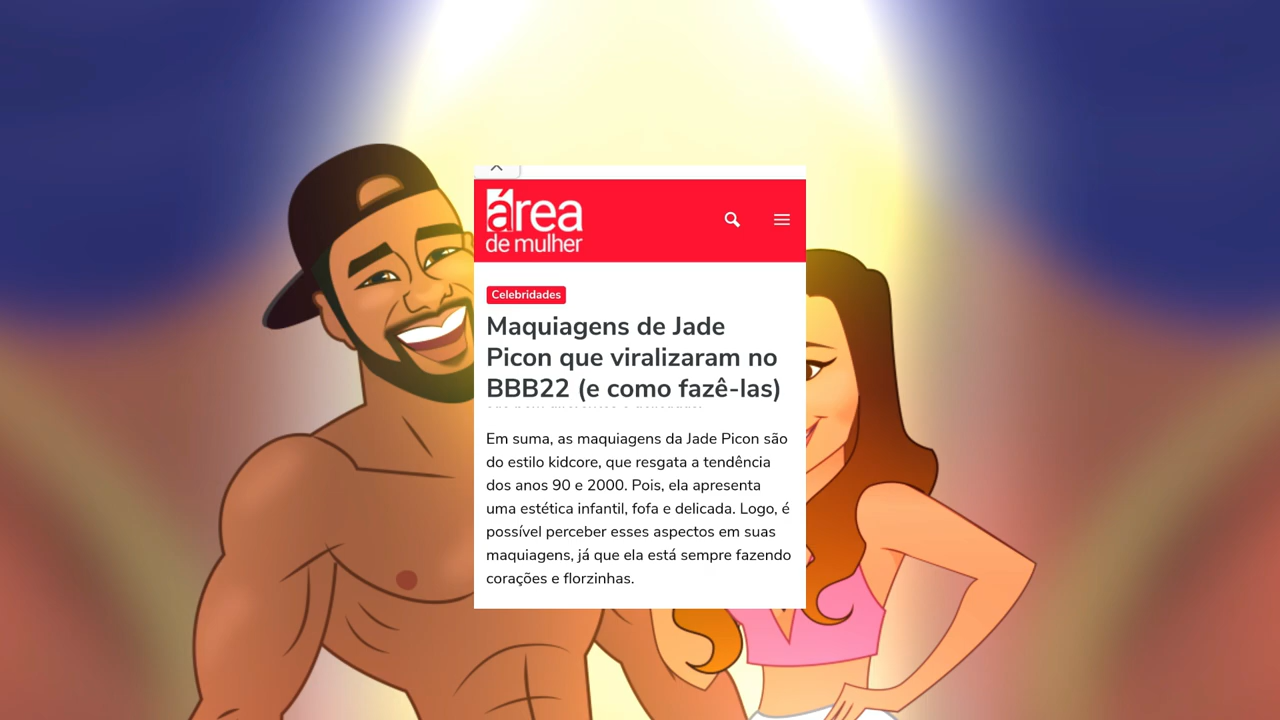 área
de mulher
Celebridades
Maquiagens de Jade
Picon que viralizaram no
BBB22 (e como fazê-las)
Em suma, as maquiagens da Jade Picon são
do estilo kidcore, que resgata a tendência
dos anos 90 e 2000. Pois, ela apresenta
uma estética infantil, fofa e delicada. Logo, é
possível perceber esses aspectos em suas
maquiagens, já que ela está sempre fazendo
corações e florzinhas.